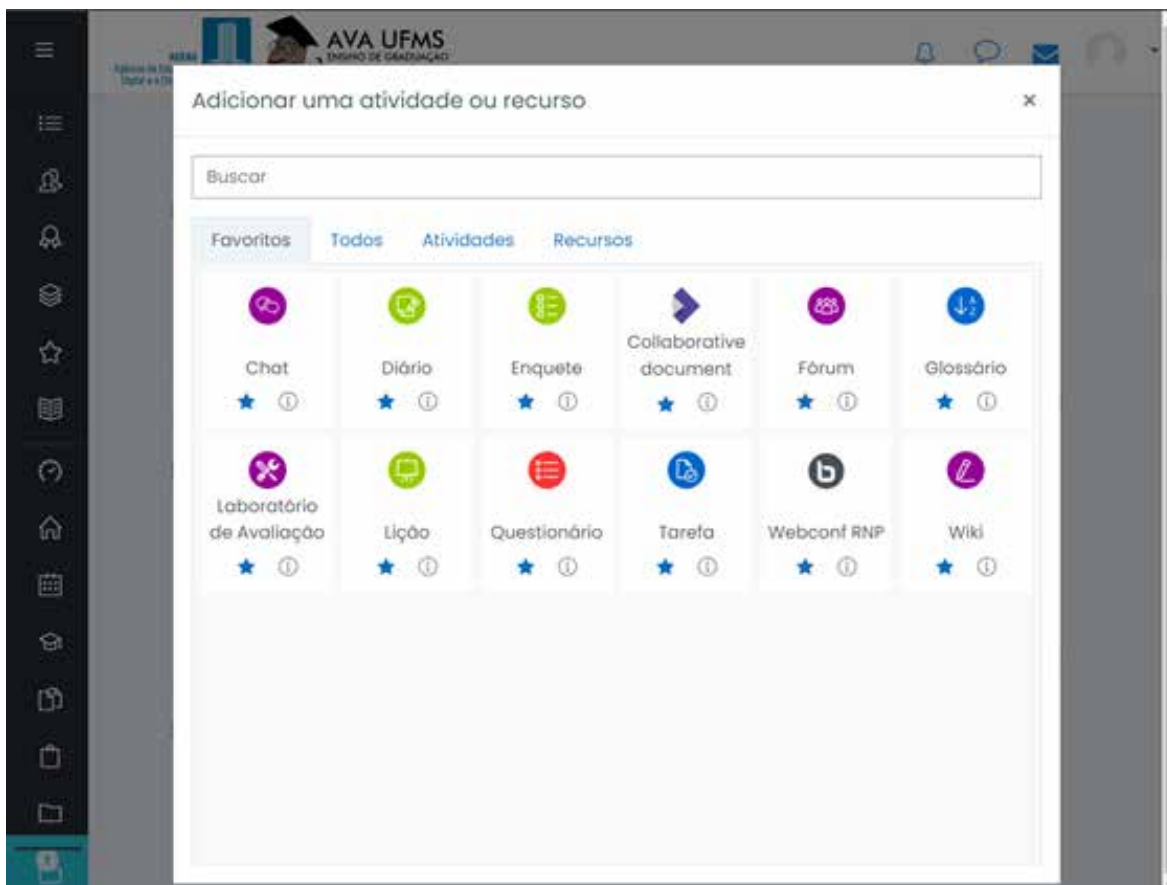 AVA UFMS
ENSINO DE GRADUAÇÃO
Adicionar uma atividade ou recurso
×
Buscar
Favoritos Todos Atividades Recursos
Chat Diário Enquete Collaborative document Fórum Glossário
Laboratório de Avaliação Lição Questionário Tarefa Webconf RNP Wiki